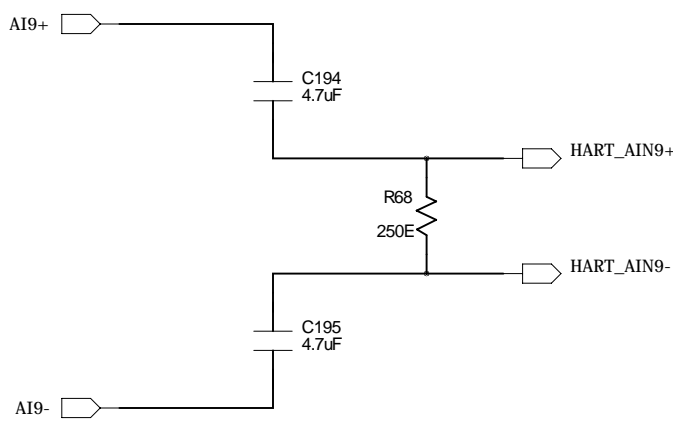 AI9+
C194
4.7uF
HART_AIN9+
R68
250E
HART_AIN9-
C195
4.7uF
AI9-